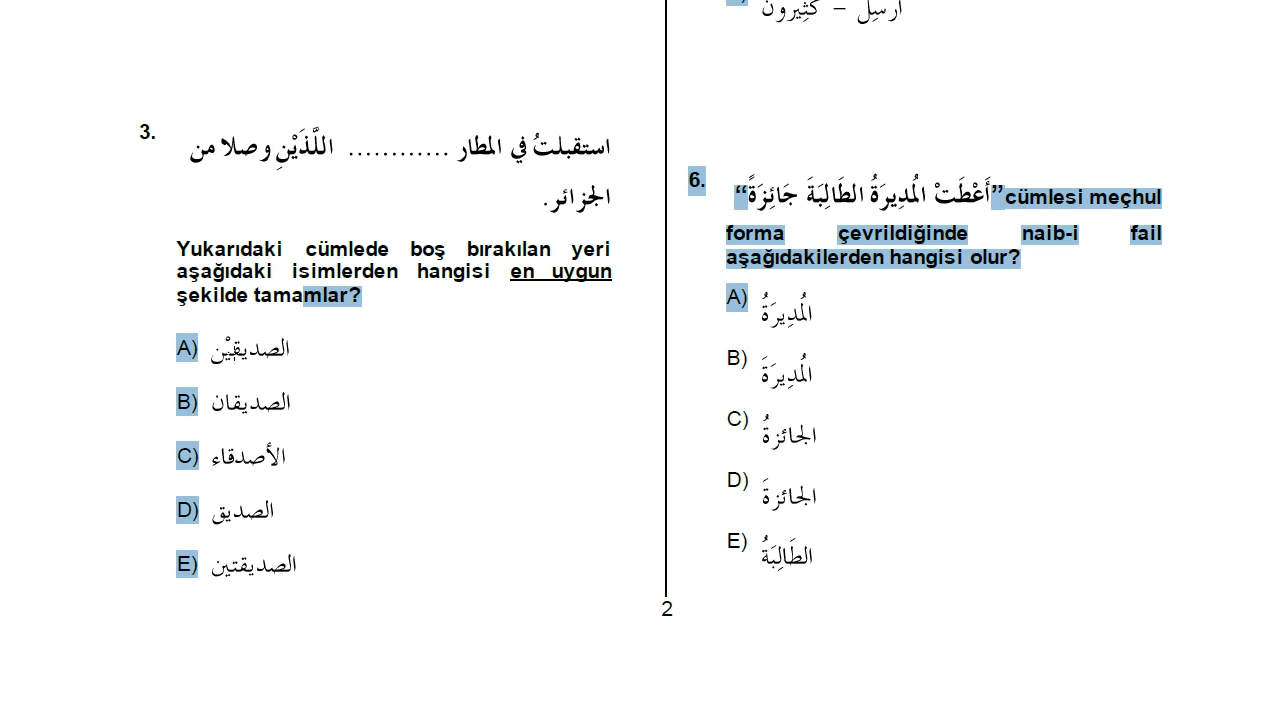 3.
استقبلتُ في المطار ............ اللَّذَيْنِ وصلا من
الجزائر.
Yukarıdaki cümlede boş bırakılan yeri
aşağıdaki isimlerden hangisi en uygun
şekilde tamamlar?
A) الصديقَيْن
B) الصديقان
C) الأصدقاء
D) الصديق
E) الصديقتين
أرسِل – كَثِيرون
6. “أَعْطَتْ المُدِيرَةُ الطَالِبَةَ جَائِزَةً” cümlesi meçhul
forma çevrildiğinde naib-i fail
aşağıdakilerden hangisi olur?
A) المُدِيرَةُ
B) المُدِيرَةَ
C) الجائزةُ
D) الجائزةَ
E) الطَالِبَةُ
2